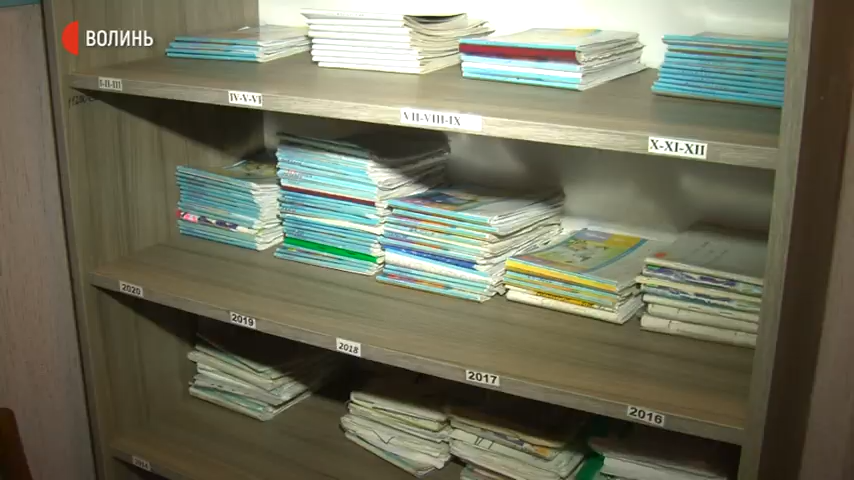 ВОЛИНЬ
I-II-III
IV-V-VI
VII-VIII-IX
X-XI-XII
2020
2019
2018
2017
2016